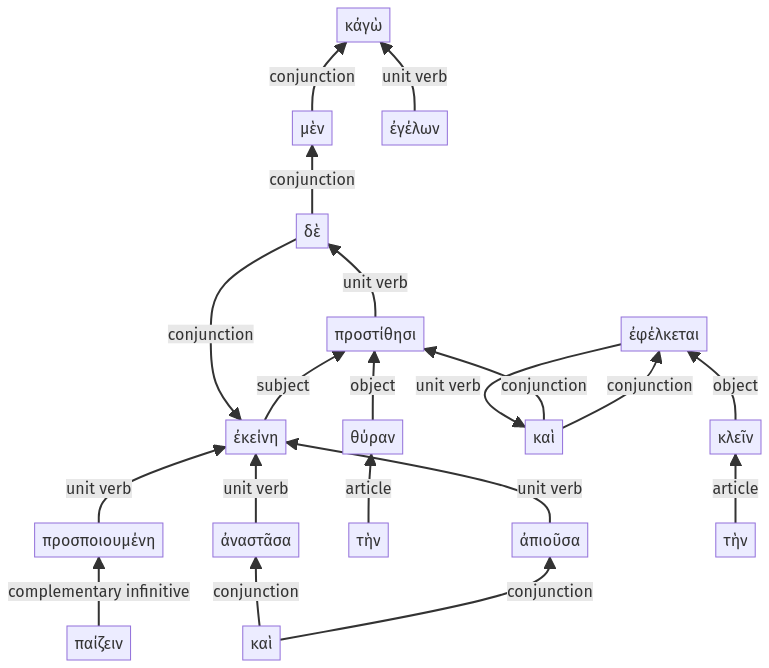 κἀγὼ
conjunction unit verb
μὲν ἐγέλων
conjunction
δὲ
unit verb
conjunction προστίθησι ἐφέλκεται
subject object unit verb conjunction conjunction object
ἐκείνη θύραν καὶ κλεῖν
unit verb unit verb article unit verb article
προσποιουμένη ἀναστᾶσα τὴν ἀπιοῦσα τὴν
complementary infinitive conjunction conjunction
παίζειν καὶ